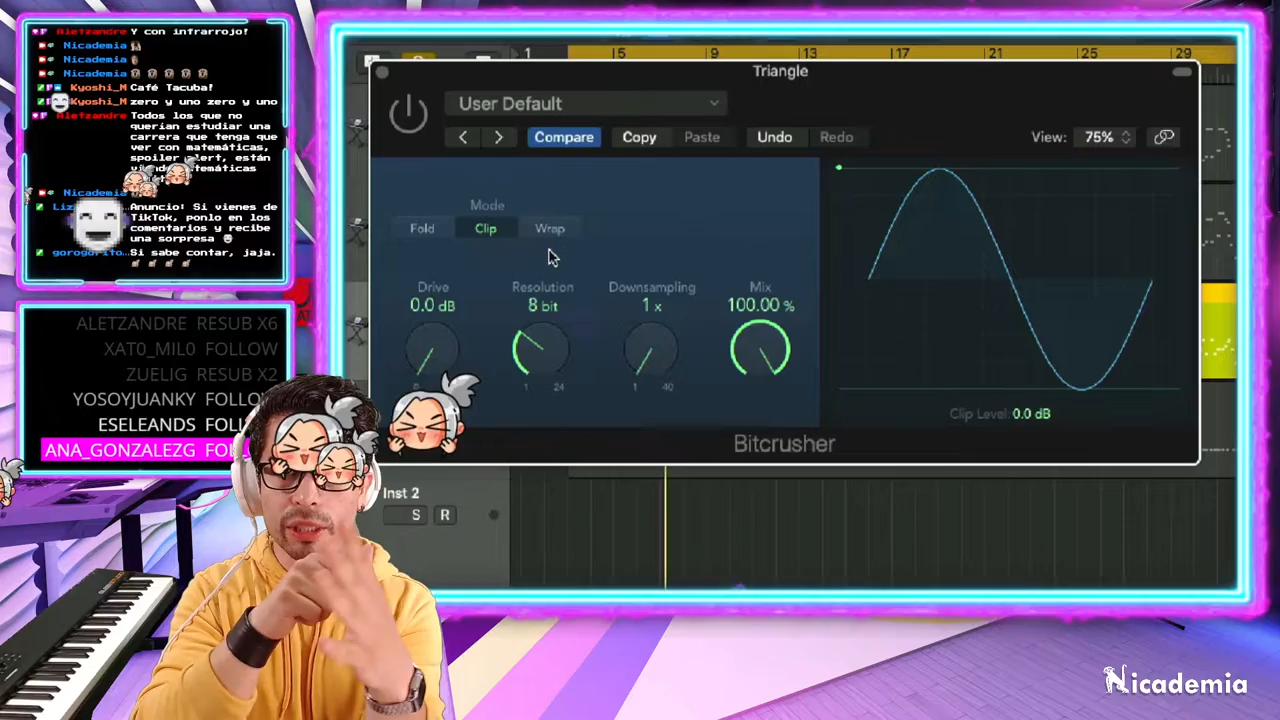 Aletzandre Y con infrarrojo!
Nicademia
Nicademia
Nicademia
Kyoshi_M Café Tacuba!
Kyoshi_M zero y uno zero y uno
Aletzandre Todos los que no
querian estudiar una
carrera que tenga que
ver con matemáticas,
spoiler
están
Nicademia
Anuncio: Si vienes de
TikTok, ponlo en los
comentarios y recibe
una sorpresa
Si sabe contar, jaja.
ALETZANDRE RESUB X6
XAT0_MIL0 FOLLOW
ZUELIG RESUB X2
YOSOYJUANKY
ESELEANDS
ANA_GONZALEZG
1 5 9 13 17 21 25 29
Triangle
User Default
Compare Copy Paste Undo Redo View: 75%
Mode
Fold Clip Wrap
Drive Resolution Downsampling Mix
0.0 dB 8 bit 1 x 100.00 %
0 1 24 1 40
Clip Level: 0.0 dB
Bitcrusher
Inst 2
S R
Nicademia